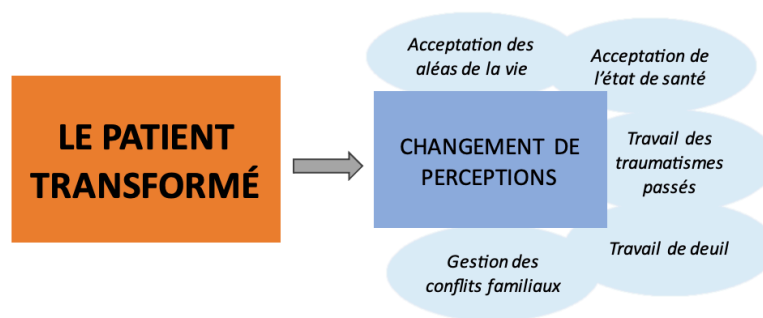 LE PATIENT
TRANSFORMÉ
CHANGEMENT DE
PERCEPTIONS
Acceptation des
aléas de la vie
Acceptation de
l’état de santé
Travail des
traumatismes
passés
Travail de deuil
Gestion des
conflits familiaux